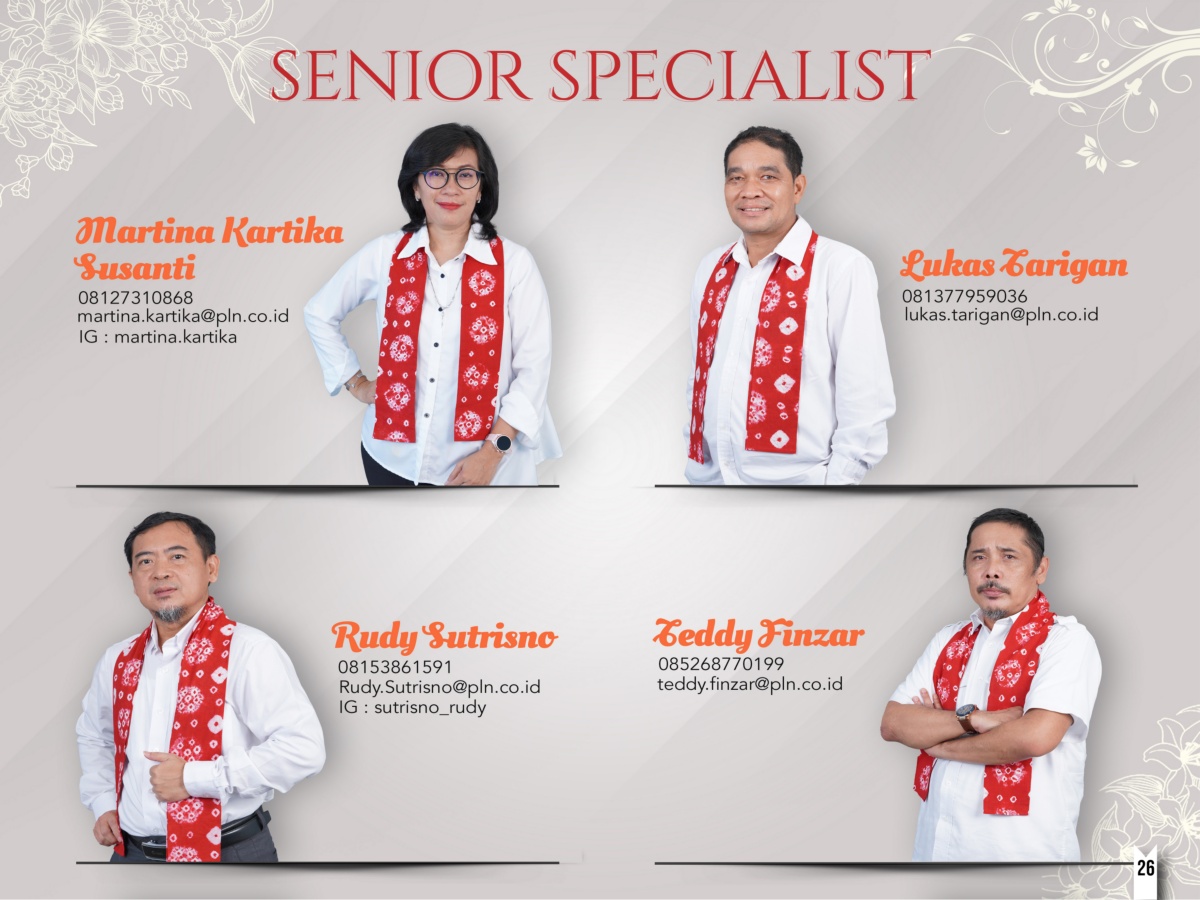 SENIOR SPECIALIST
Martina Kartika
Susanti
08127310868
martina.kartika@pln.co.id
IG : martina.kartika
Lukas Tarigan
081377959036
lukas.tarigan@pln.co.id
Rudy Sutrisno
08153861591
Rudy.Sutrisno@pln.co.id
IG : sutrisno_rudy
Teddy Finzar
085268770199
teddy.finzar@pln.co.id
26